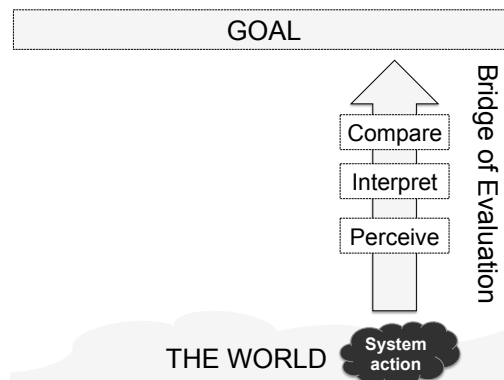 GOAL
Bridge of Evaluation
Compare
Interpret
Perceive
THE WORLD
System
action